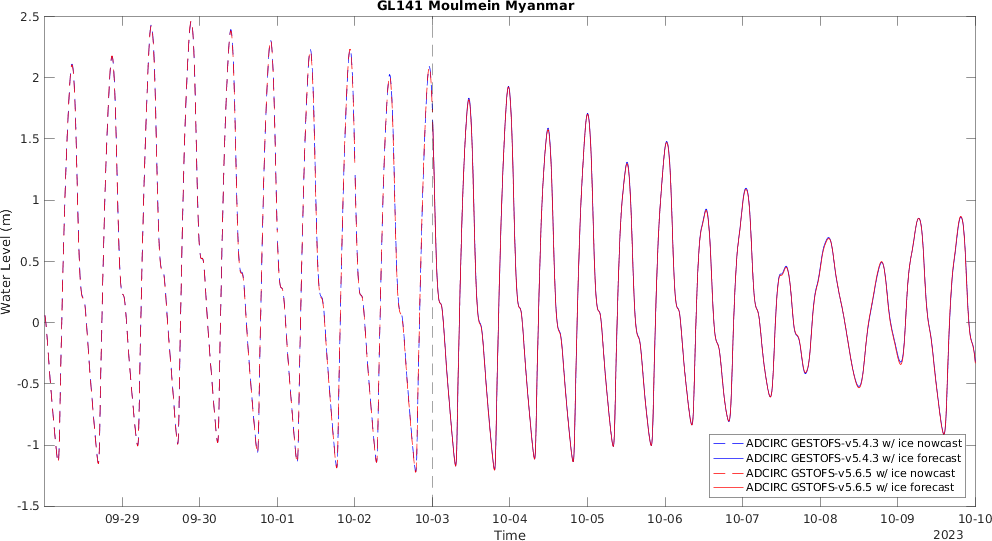 GL141 Moulmein Myanmar
2.5
2
1.5
1
0.5
0
-0.5
-1
-1.5
Water Level (m)
ADCIRC GESTOFS-v5.4.3 w/ ice nowcast
ADCIRC GESTOFS-v5.4.3 w/ ice forecast
ADCIRC GSTOFS-v5.6.5 w/ ice nowcast
ADCIRC GSTOFS-v5.6.5 w/ ice forecast
09-29 09-30 10-01 10-02 10-03 10-04 10-05 10-06 10-07 10-08 10-09 10-10
Time
2023